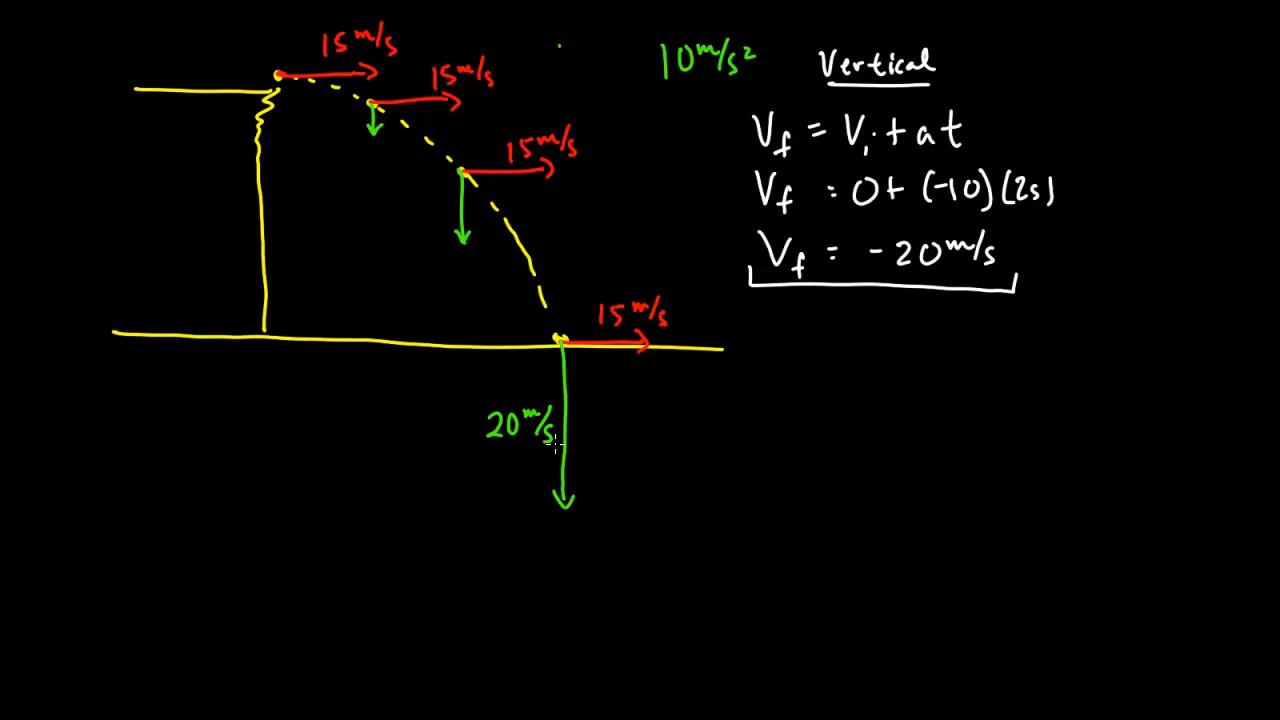 15 m/s
15 m/s
15 m/s
15 m/s
20 m/s
10 m/s²
Vertical
Vf = Vi + at
Vf = 0 + (-10)(2s)
Vf = -20 m/s